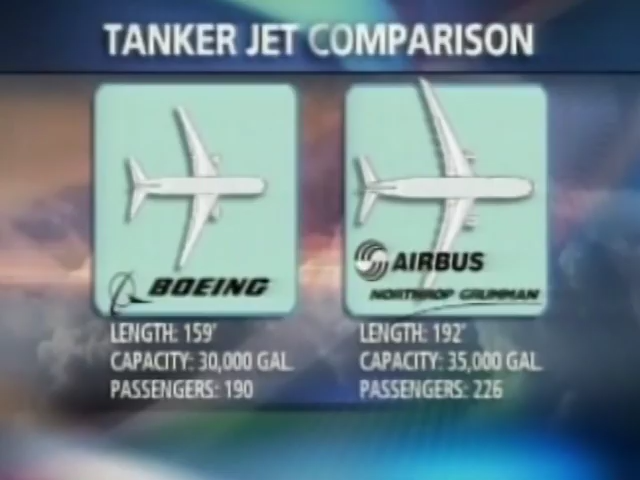 TANKER JET COMPARISON
BOEING
AIRBUS
NORTHROP GRUMMAN
LENGTH: 159'
CAPACITY: 30,000 GAL.
PASSENGERS: 190
LENGTH: 192'
CAPACITY: 35,000 GAL.
PASSENGERS: 226